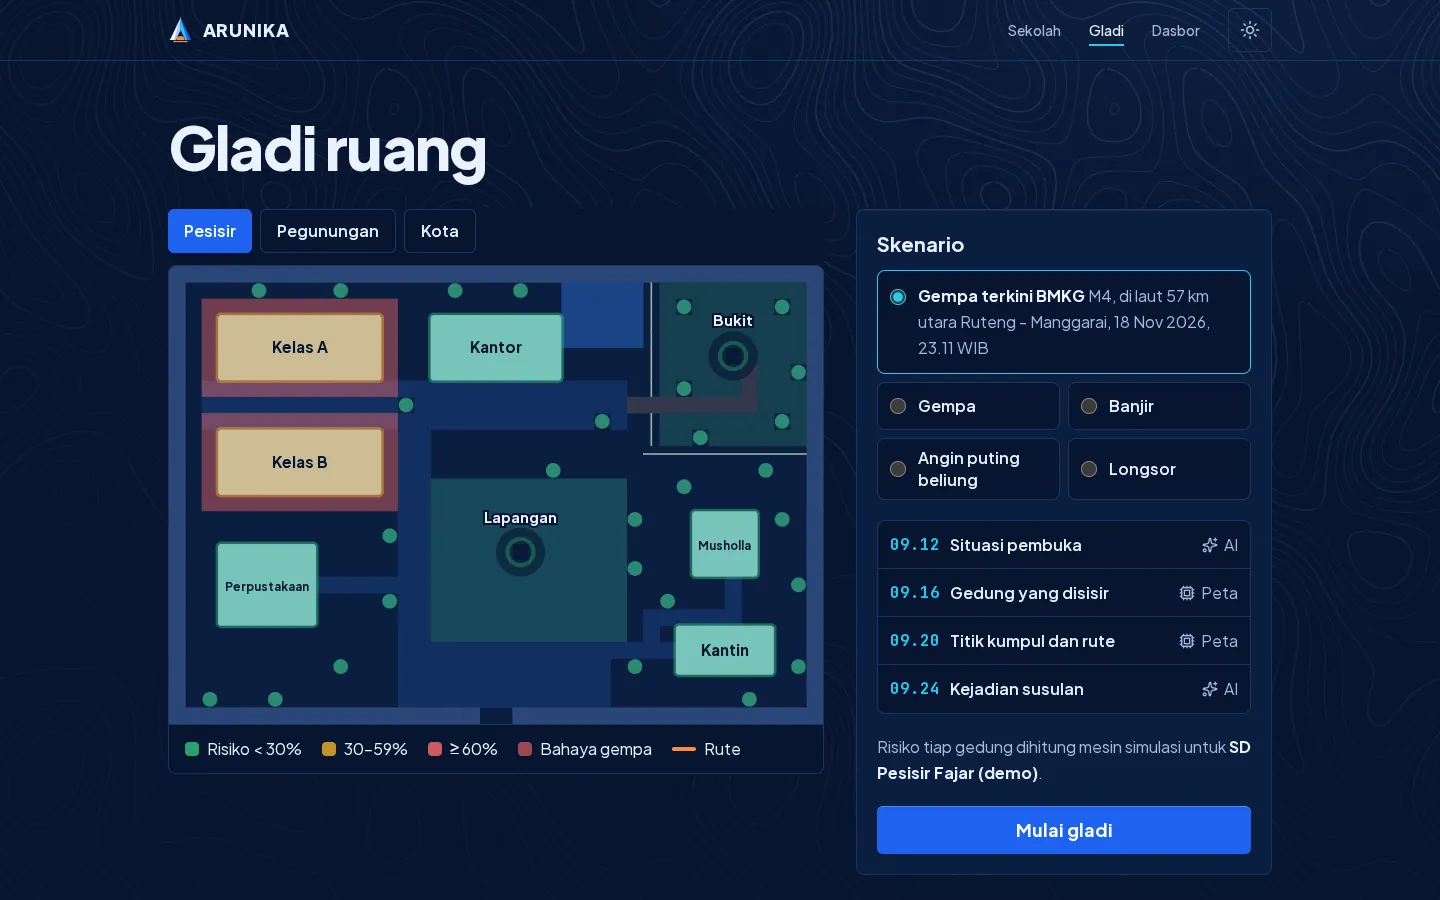 ARUNIKA
Sekolah
Gladi
Dasbor
Gladi ruang
Pesisir
Pegunungan
Kota
Kelas A
Kantor
Bukit
Kelas B
Lapangan
Musholla
Perpustakaan
Kantin
Risiko < 30%
30–59%
≥ 60%
Bahaya gempa
Rute
Skenario
Gempa terkini BMKG M4, di laut 57 km
utara Ruteng - Manggarai, 18 Nov 2026,
23.11 WIB
Gempa
Banjir
Angin puting
beliung
Longsor
09.12 Situasi pembuka AI
09.16 Gedung yang disisir Peta
09.20 Titik kumpul dan rute Peta
09.24 Kejadian susulan AI
Risiko tiap gedung dihitung mesin simulasi untuk SD
Pesisir Fajar (demo).
Mulai gladi